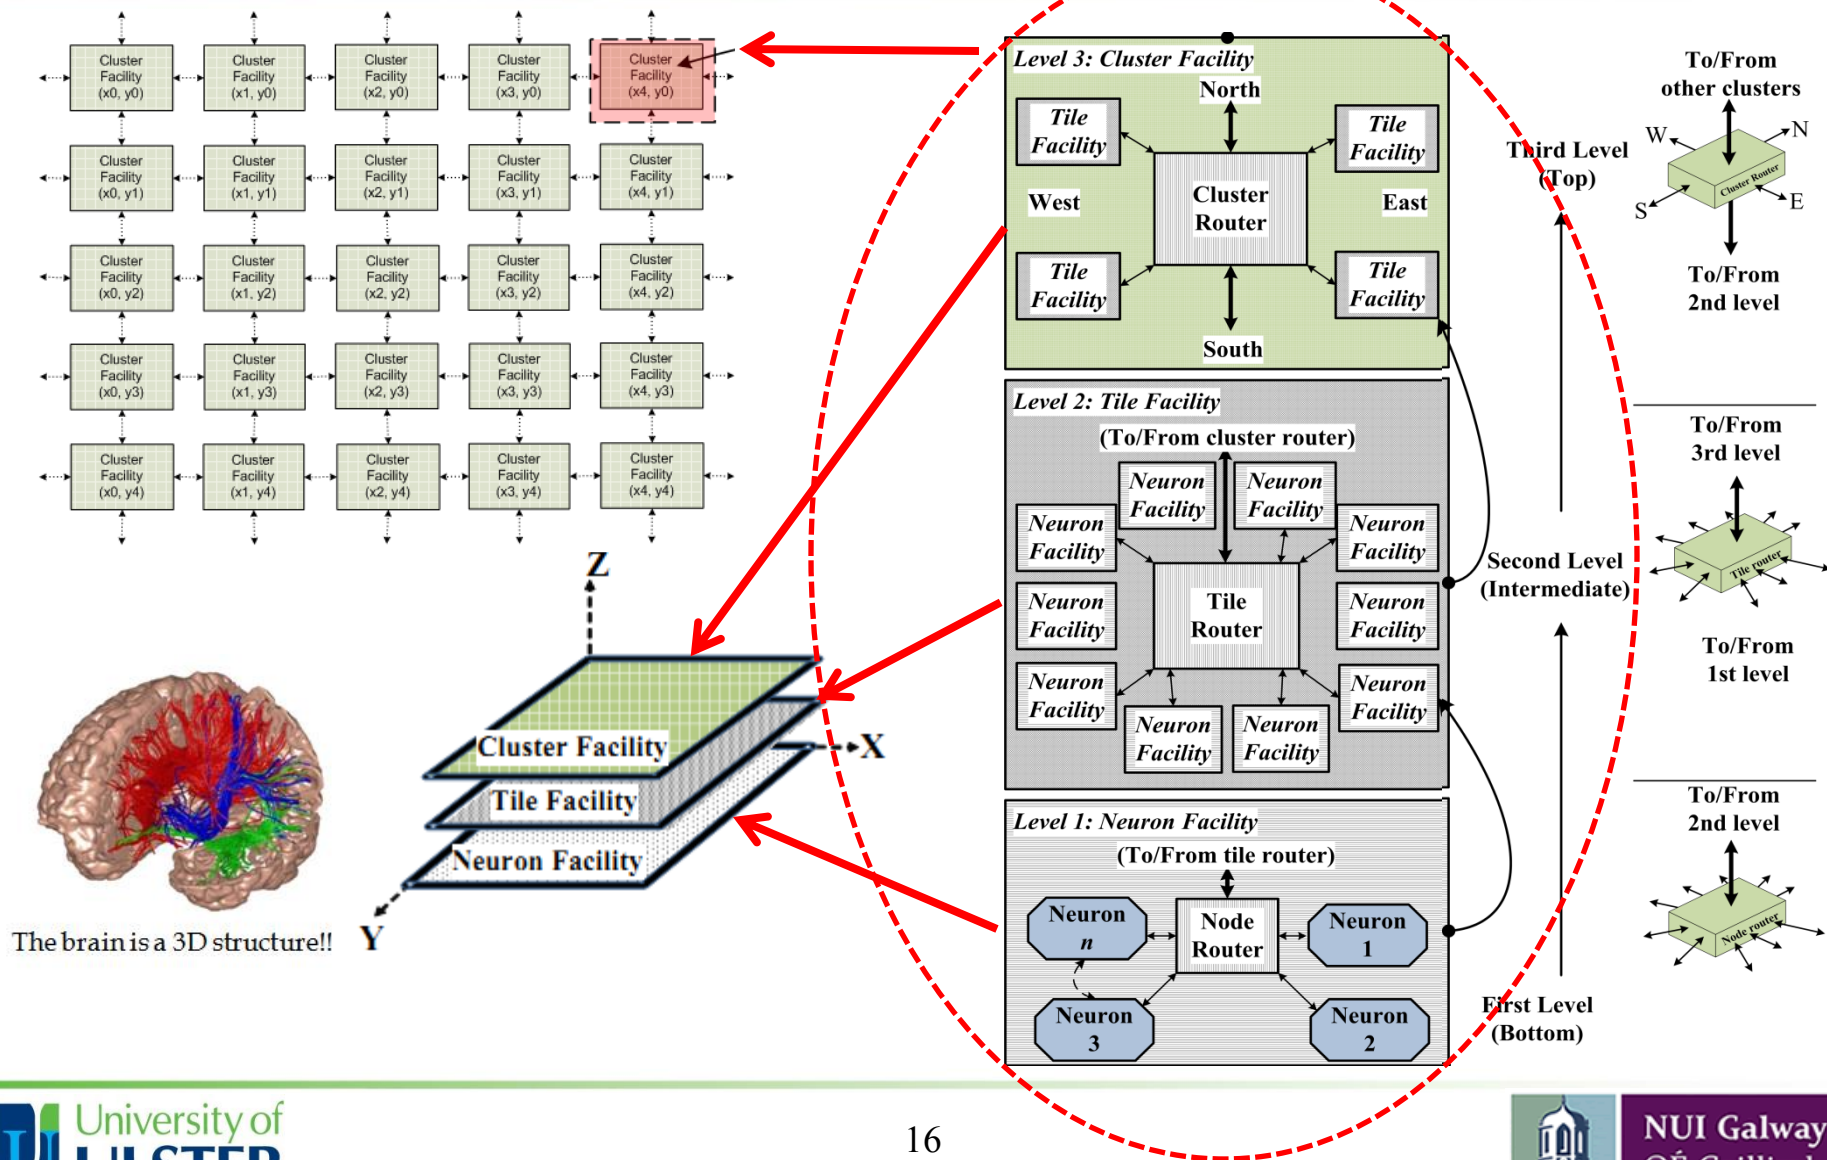 Cluster
Facility
(x0, y0)
Cluster
Facility
(x1, y0)
Cluster
Facility
(x2, y0)
Cluster
Facility
(x3, y0)
Cluster
Facility
(x4, y0)
Cluster
Facility
(x0, y1)
Cluster
Facility
(x1, y1)
Cluster
Facility
(x2, y1)
Cluster
Facility
(x3, y1)
Cluster
Facility
(x4, y1)
Cluster
Facility
(x0, y2)
Cluster
Facility
(x1, y2)
Cluster
Facility
(x2, y2)
Cluster
Facility
(x3, y2)
Cluster
Facility
(x4, y2)
Cluster
Facility
(x0, y3)
Cluster
Facility
(x1, y3)
Cluster
Facility
(x2, y3)
Cluster
Facility
(x3, y3)
Cluster
Facility
(x4, y3)
Cluster
Facility
(x0, y4)
Cluster
Facility
(x1, y4)
Cluster
Facility
(x2, y4)
Cluster
Facility
(x3, y4)
Cluster
Facility
(x4, y4)
Z
Cluster Facility
X
Tile Facility
Neuron Facility
Y
The brain is a 3D structure!!
Level 3: Cluster Facility
North
Tile
Facility
Tile
Facility
West
Cluster
Router
East
Tile
Facility
Tile
Facility
South
Level 2: Tile Facility
(To/From cluster router)
Neuron
Facility
Neuron
Facility
Neuron
Facility
Neuron
Facility
Neuron
Facility
Tile
Router
Neuron
Facility
Neuron
Facility
Neuron
Facility
Neuron
Facility
Neuron
Facility
Level 1: Neuron Facility
(To/From tile router)
Neuron
n
Node
Router
Neuron
1
Neuron
3
Neuron
2
Third Level
(Top)
Second Level
(Intermediate)
First Level
(Bottom)
To/From
other clusters
W
N
Cluster Router
S
E
To/From
2nd level
To/From
3rd level
Tile router
To/From
1st level
To/From
2nd level
Node router
University of
ULSTER
16
NUI Galway